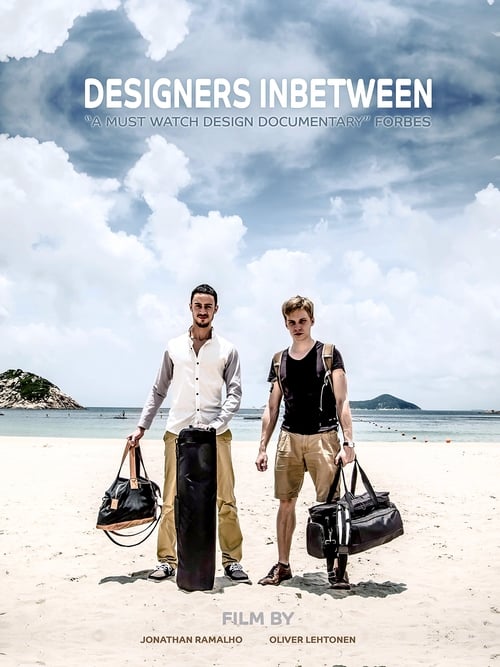 DESIGNERS INBETWEEN
"A MUST WATCH DESIGN DOCUMENTARY" FORBES
FILM BY
JONATHAN RAMALHO OLIVER LEHTONEN